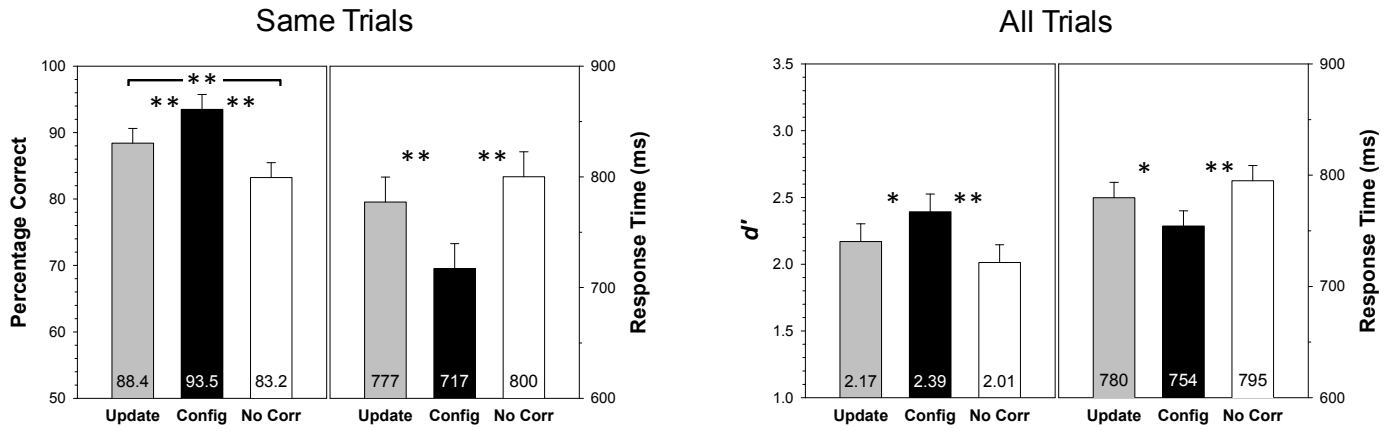 Same Trials
All Trials
Percentage Correct
100
90
80
70
60
50
**
** **
88.4 93.5 83.2
Update Config No Corr
** **
777 717 800
Update Config No Corr
900
800
700
600
Response Time (ms)
d'
3.5
3.0
2.5
2.0
1.5
1.0
* **
2.17 2.39 2.01
Update Config No Corr
* **
780 754 795
Update Config No Corr
900
800
700
600
Response Time (ms)